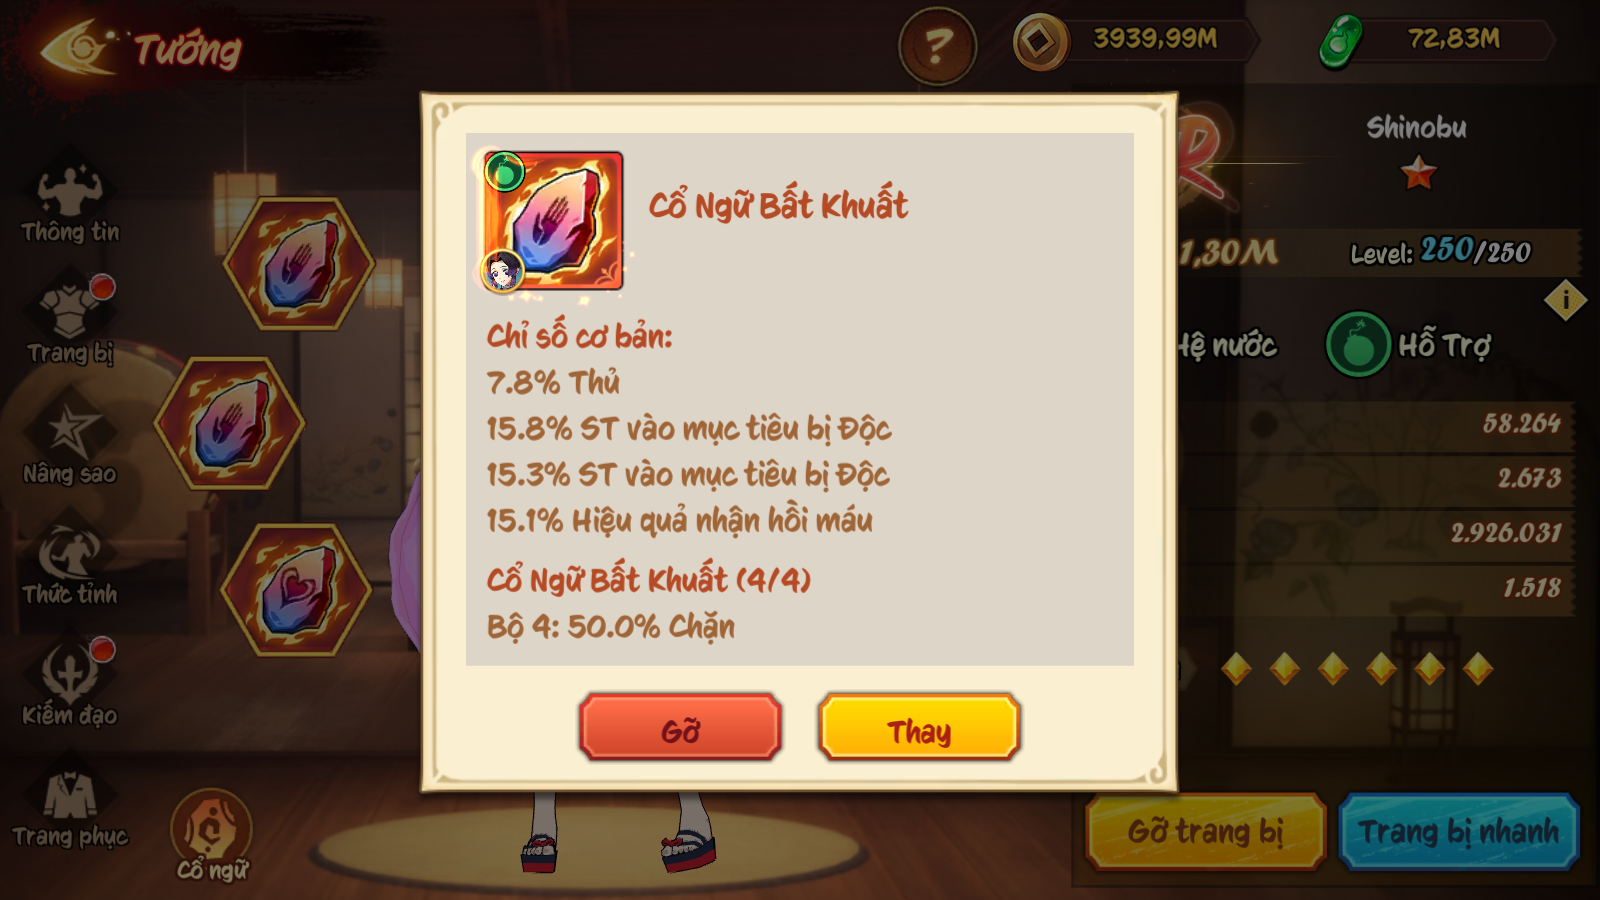 Tướng
?
3939,99M
72,83M
Thông tin
Trang bị
Nâng sao
Thức tỉnh
Kiếm đạo
Trang phục
Cổ ngữ
Cổ Ngữ Bất Khuất
Chỉ số cơ bản:
7.8% Thủ
15.8% ST vào mục tiêu bị Độc
15.3% ST vào mục tiêu bị Độc
15.1% Hiệu quả nhận hồi máu
Cổ Ngữ Bất Khuất (4/4)
Bộ 4: 50.0% Chặn
Gỡ
Thay
R
Shinobu
1,30M
Level: 250/250
i
Hệ nước
Hỗ Trợ
58.264
2.673
2.926.031
1.518
Gỡ trang bị
Trang bị nhanh